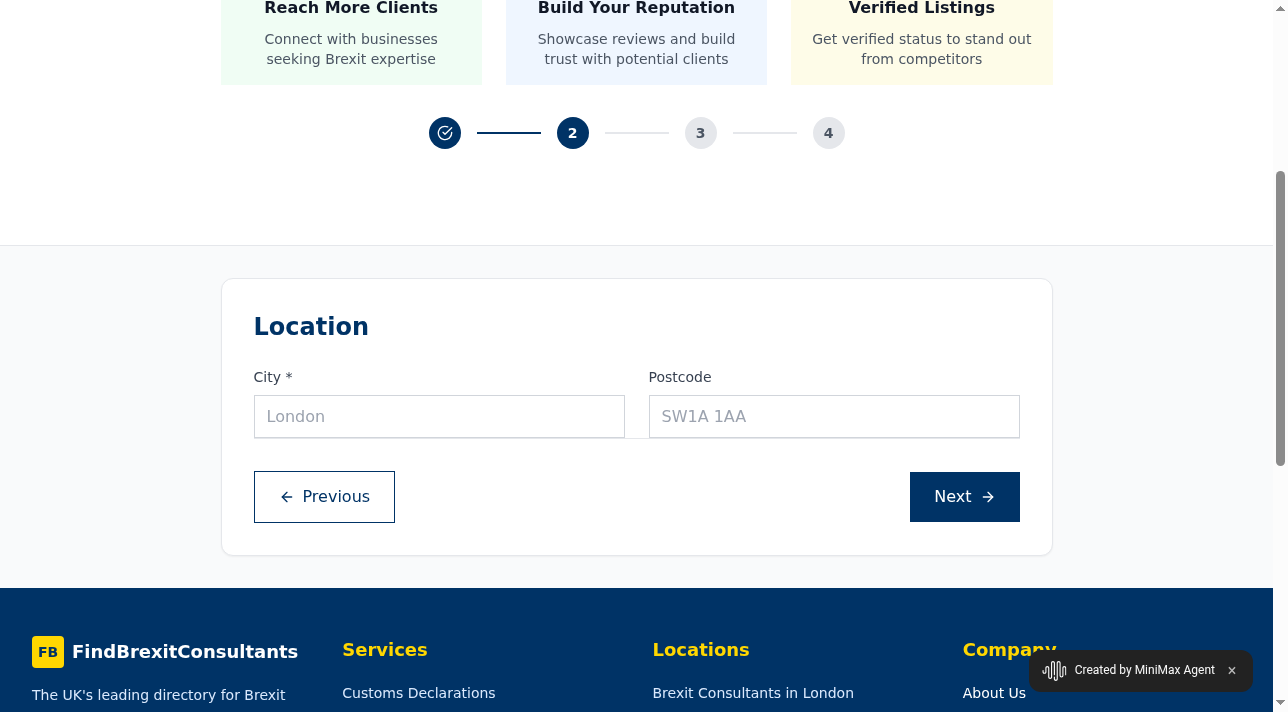 Reach More Clients
Connect with businesses
seeking Brexit expertise
Build Your Reputation
Showcase reviews and build
trust with potential clients
Verified Listings
Get verified status to stand out
from competitors
2
3
4
Location
City *
London
Postcode
SW1A 1AA
Previous
Next
FB FindBrexitConsultants
The UK's leading directory for Brexit
Services
Customs Declarations
Locations
Brexit Consultants in London
Company
About Us
Created by MiniMax Agent ×